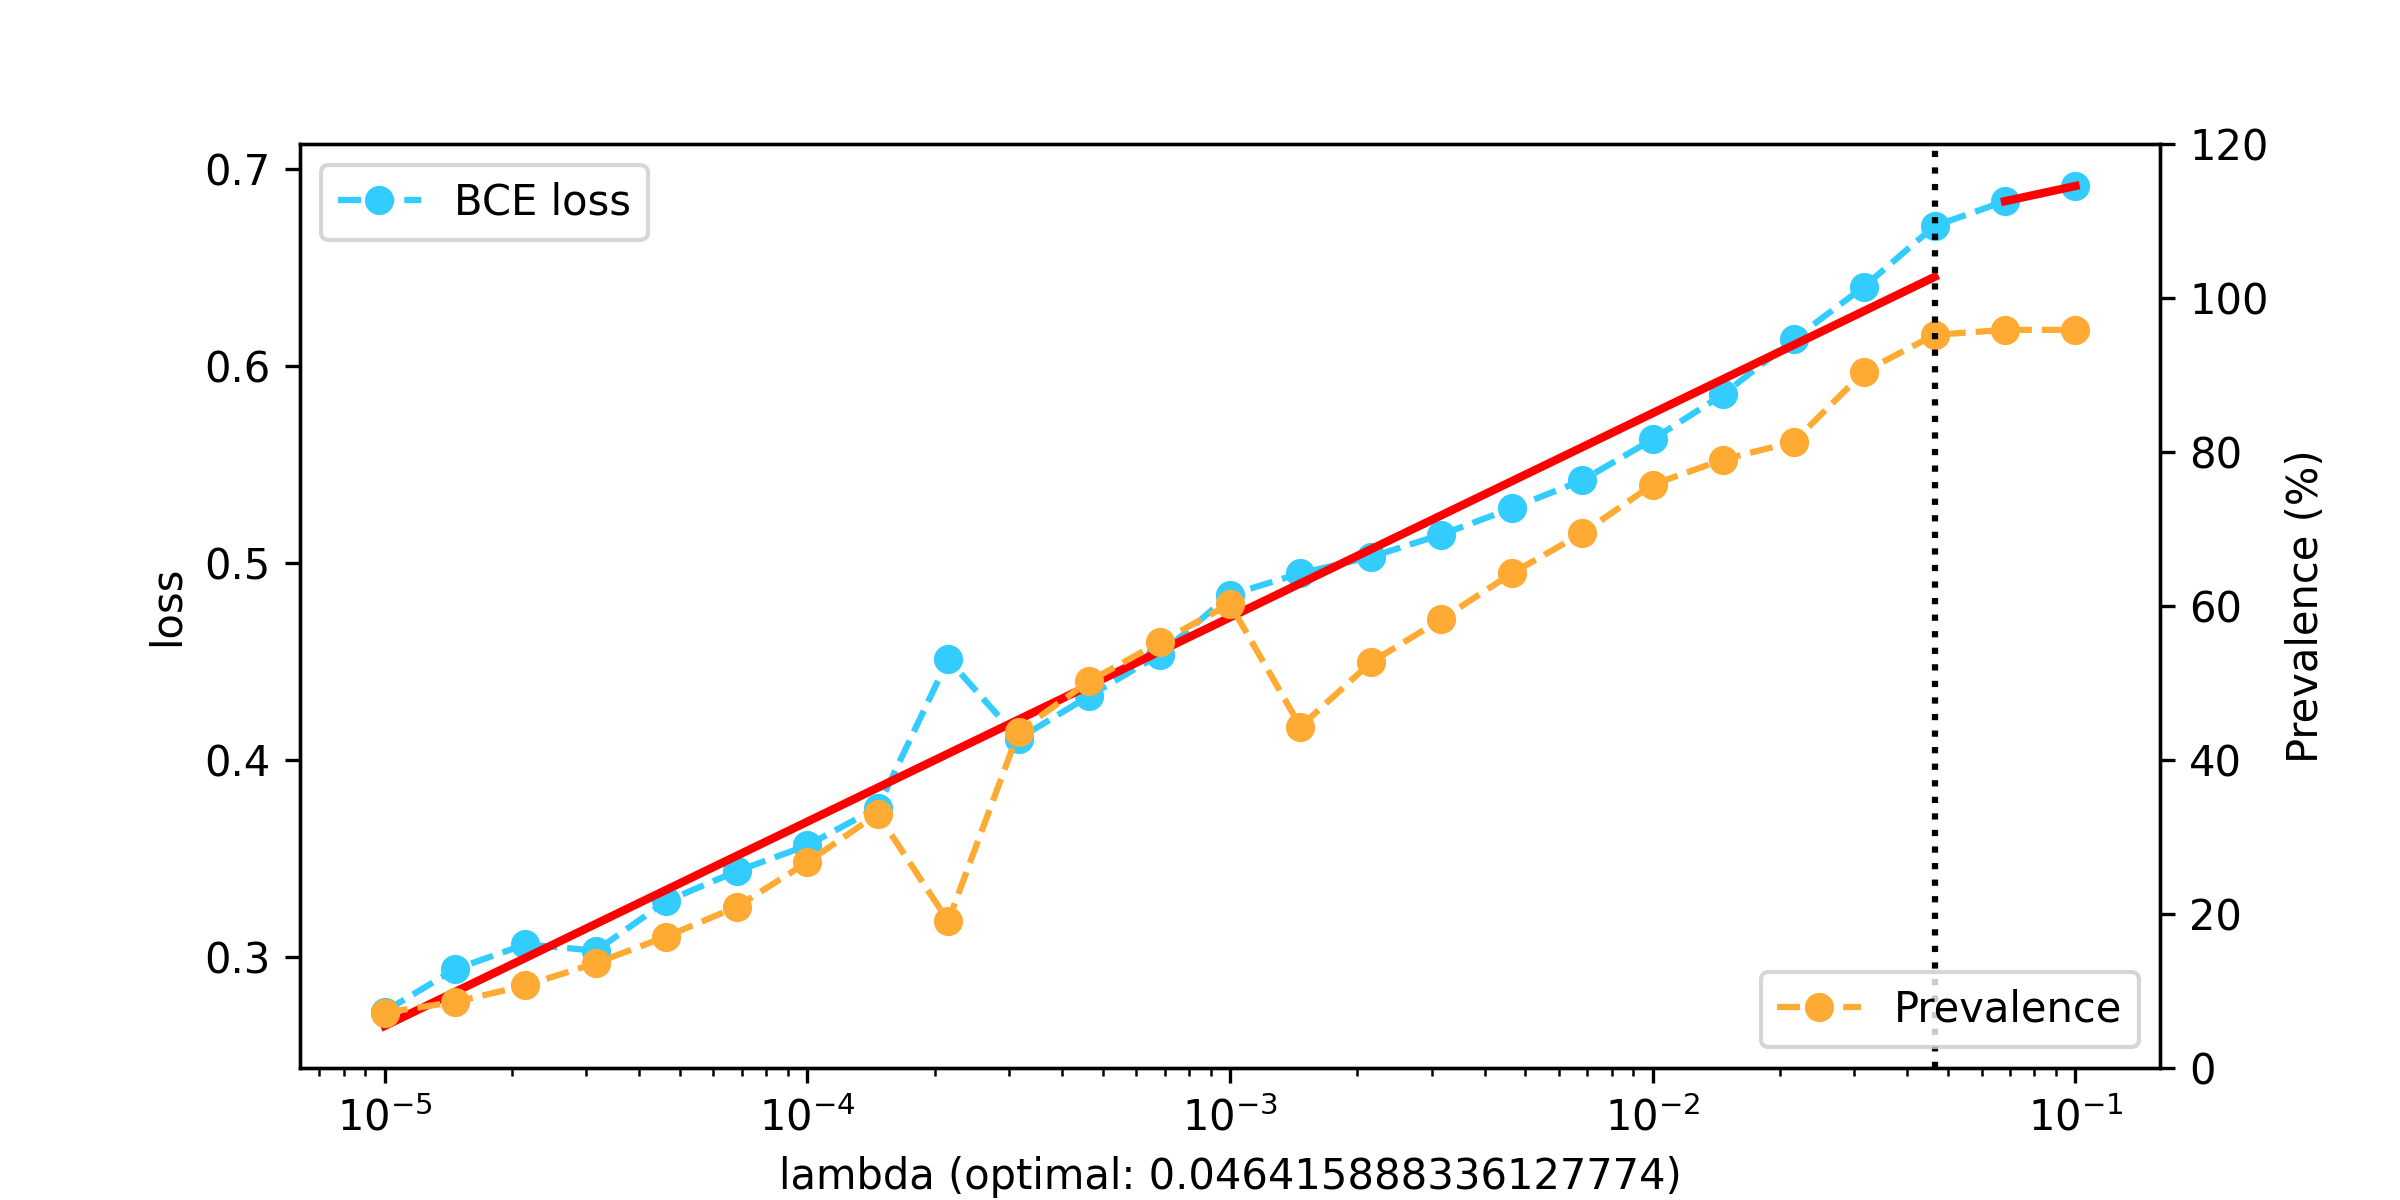 BCE loss
0.7
0.6
0.5
0.4
0.3
loss
120
100
80
60
40
20
0
Prevalence (%)
Prevalence
10⁻⁵ 10⁻⁴ 10⁻³ 10⁻² 10⁻¹
lambda (optimal: 0.046415888336127774)